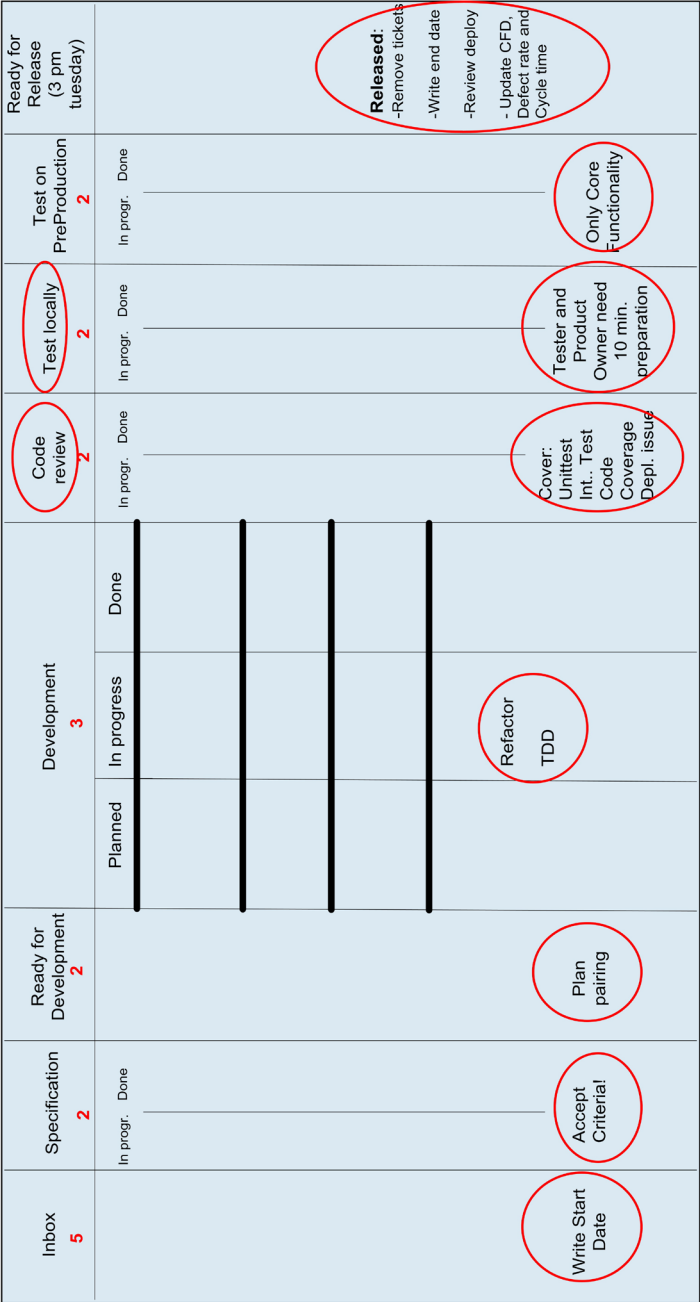 Inbox
5
Write Start
Date
Specification
2
In progr. Done
Accept
Criteria!
Ready for
Development
2
Plan
pairing
Development
3
Planned
In progress
Done
Refactor
TDD
Code
review
2
In progr. Done
Cover:
Unittest
Int.. Test
Code
Coverage
Depl. issue
Test locally
2
In progr. Done
Tester and
Product
Owner need
10 min.
preparation
Test on
PreProduction
2
In progr. Done
Only Core
Functionality
Ready for
Release
(3 pm
tuesday)
Released:
-Remove tickets
-Write end date
-Review deploy
- Update CFD,
Defect rate and
Cycle time